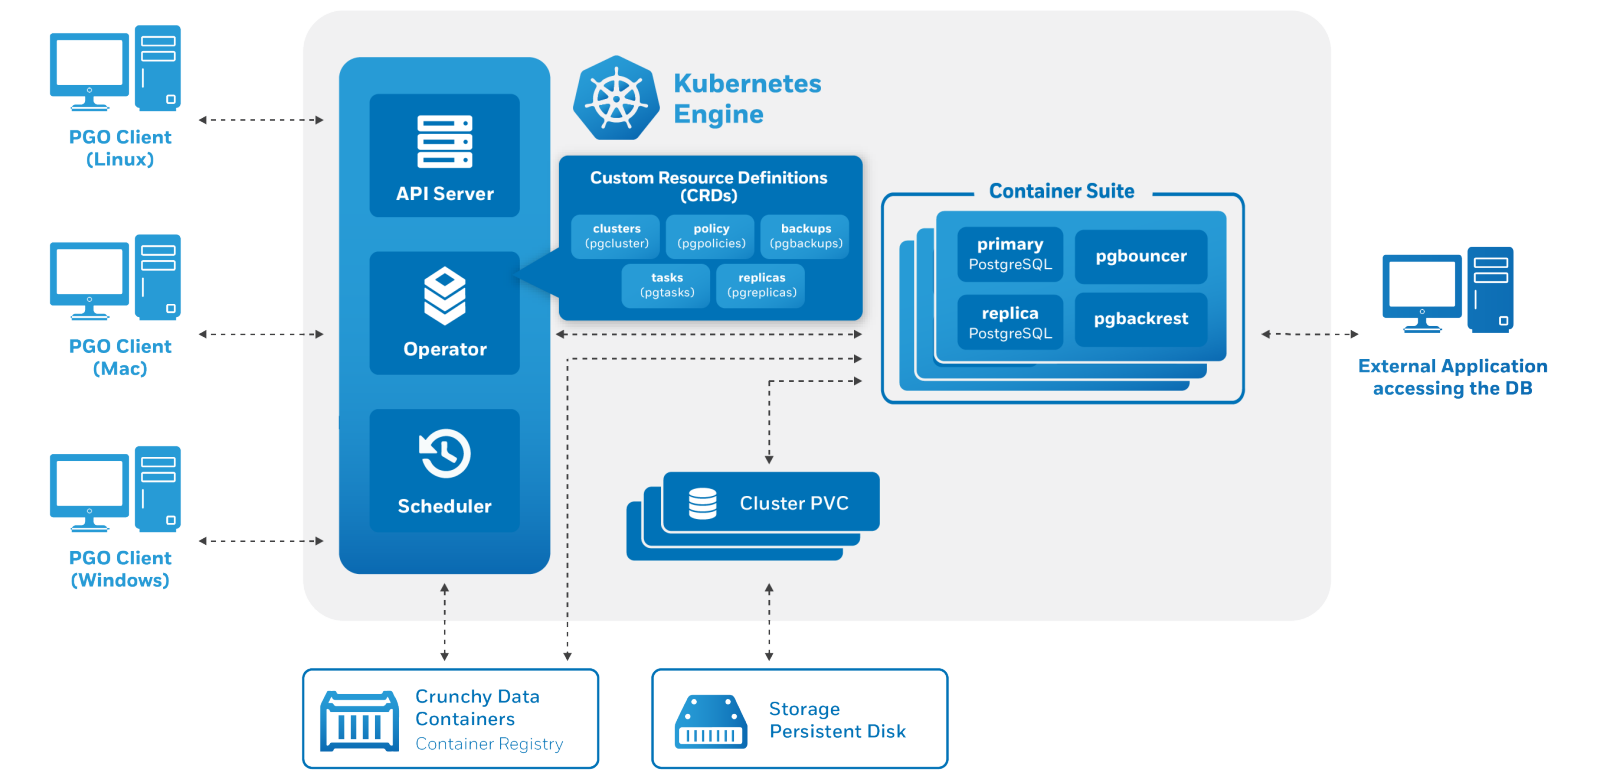 PGO Client
(Linux)
PGO Client
(Mac)
PGO Client
(Windows)
API Server
Operator
Scheduler
Kubernetes
Engine
Custom Resource Definitions
(CRDs)
clusters
(pgcluster)
policy
(pgpolicies)
backups
(pgbackups)
tasks
(pgtasks)
replicas
(pgreplicas)
Container Suite
primary
PostgreSQL
pgbouncer
replica
PostgreSQL
pgbackrest
External Application
accessing the DB
Cluster PVC
Crunchy Data
Containers
Container Registry
Storage
Persistent Disk